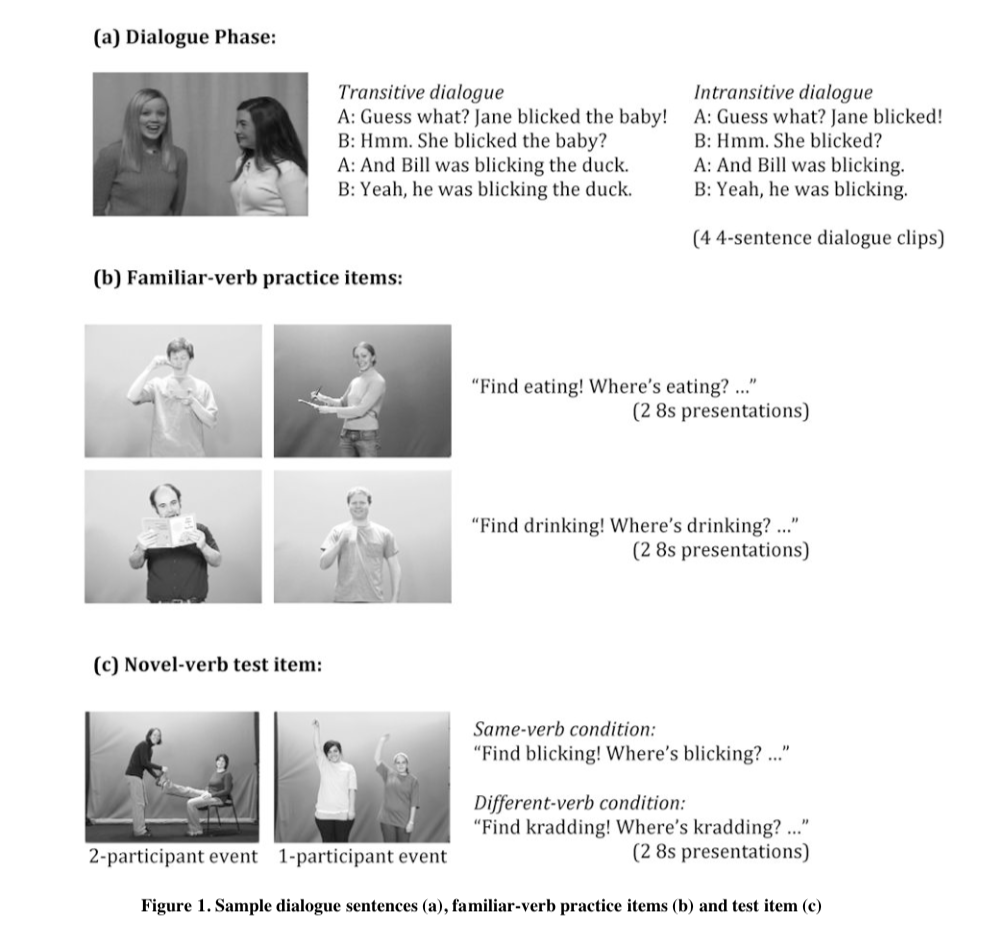 (a) Dialogue Phase:
Transitive dialogue
A: Guess what? Jane blicked the baby!
B: Hmm. She blicked the baby?
A: And Bill was blicking the duck.
B: Yeah, he was blicking the duck.
Intransitive dialogue
A: Guess what? Jane blicked!
B: Hmm. She blicked?
A: And Bill was blicking.
B: Yeah, he was blicking.
(4 4-sentence dialogue clips)
(b) Familiar-verb practice items:
“Find eating! Where’s eating? ...”
(2 8s presentations)
“Find drinking! Where’s drinking? ...”
(2 8s presentations)
(c) Novel-verb test item:
Same-verb condition:
“Find blicking! Where’s blicking? ...”
Different-verb condition:
“Find kradding! Where’s kradding? ...”
(2 8s presentations)
2-participant event
1-participant event
Figure 1. Sample dialogue sentences (a), familiar-verb practice items (b) and test item (c)